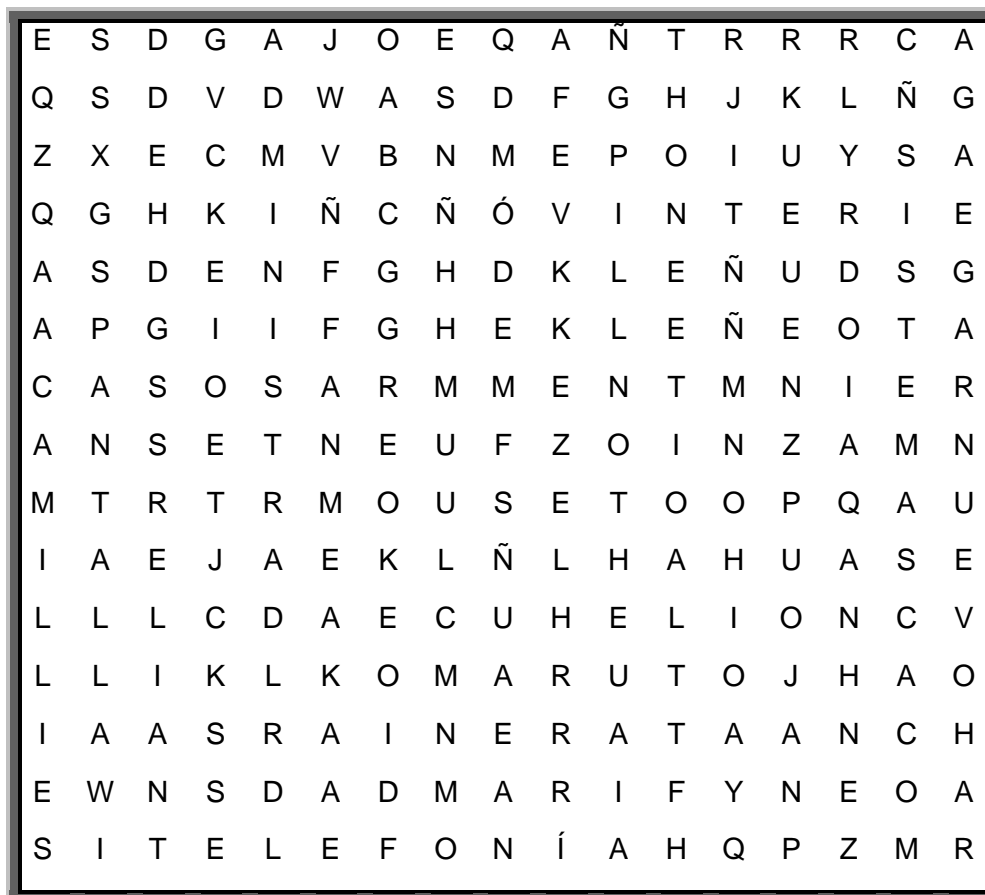 E S D G A J O E Q A Ñ T R R R C A
Q S D V D W A S D F G H J K L Ñ G
Z X E C M V B N M E P O I U Y S A
Q G H K I Ñ C Ñ Ó V I N T E R I E
A S D E N F G H D K L E Ñ U D S G
A P G I I F G H E K L E Ñ E O T A
C A S O S A R M M E N T M N I E R
A N S E T N E U F Z O I N Z A M N
M T R T R M O U S E T O O P Q A U
I A E J A E K L Ñ L H A H U A S E
L L L C D A E C U H E L I O N C V
L L I K L K O M A R U T O J H A O
I A A S R A I N E R A T A A N C H
E W N S D A D M A R I F Y N E O A
S I T E L E F O N Í A H Q P Z M R